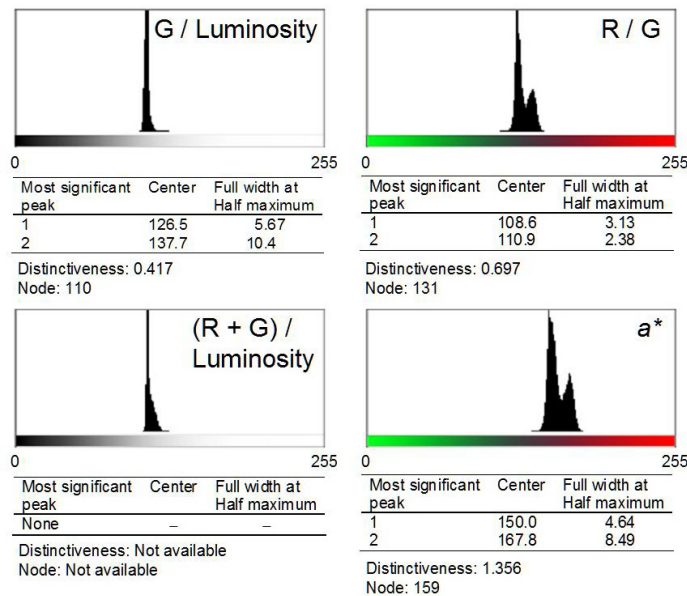 G / Luminosity
0 255
Most significant peak Center Full width at Half maximum
1 126.5 5.67
2 137.7 10.4
Distinctiveness: 0.417
Node: 110
R / G
0 255
Most significant peak Center Full width at Half maximum
1 108.6 3.13
2 110.9 2.38
Distinctiveness: 0.697
Node: 131
(R + G) /
Luminosity
0 255
Most significant peak Center Full width at Half maximum
None – –
Distinctiveness: Not available
Node: Not available
a*
0 255
Most significant peak Center Full width at Half maximum
1 150.0 4.64
2 167.8 8.49
Distinctiveness: 1.356
Node: 159